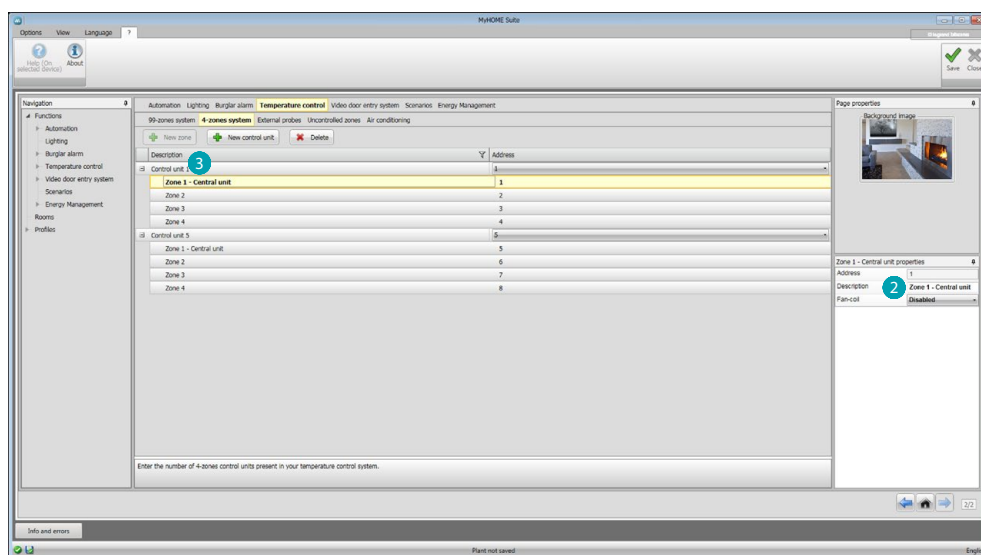 MyHOME Suite
Options View Language ?
Help (On selected device)
About
Save Close
Navigation
Functions
Automation
Lighting
Burglar alarm
Temperature control
Video door entry system
Scenarios
Energy Management
Rooms
Profiles
Automation Lighting Burglar alarm Temperature control Video door entry system Scenarios Energy Management
99-zones system 4-zones system External probes Uncontrolled zones Air conditioning
New zone New control unit Delete
Description Address
3
Control unit 1 1
Zone 1 - Central unit 1
Zone 2 2
Zone 3 3
Zone 4 4
Control unit 5 5
Zone 1 - Central unit 5
Zone 2 6
Zone 3 7
Zone 4 8
Enter the number of 4-zones control units present in your temperature control system.
Page properties
Background image
Zone 1 - Central unit properties
Address 1
Description 2 Zone 1 - Central unit
Fan-coil Disabled
2/2
Info and errors
Plant not saved
Engli